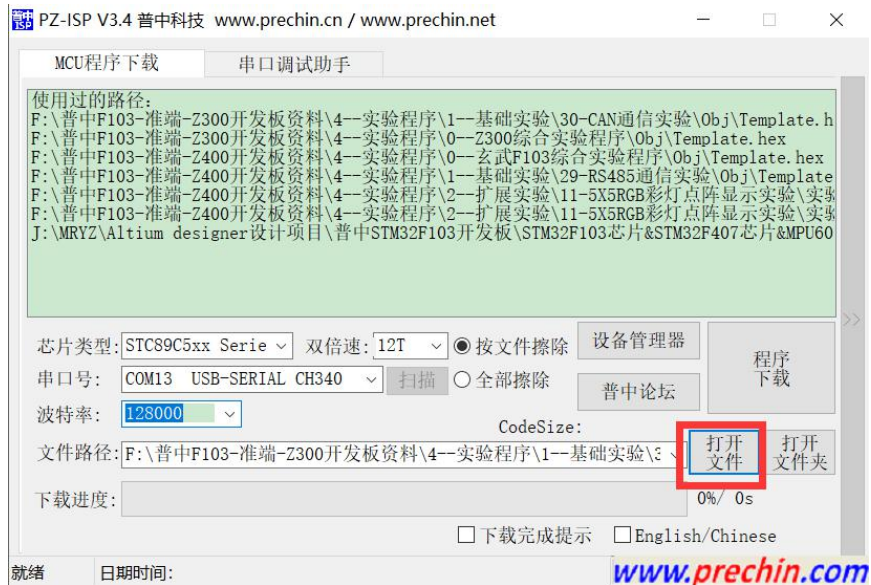 普中ISP PZ-ISP V3.4 普中科技 www.prechin.cn / www.prechin.net
MCU程序下载 串口调试助手
使用过的路径:
F:\普中F103-准端-Z300开发板资料\4--实验程序\1--基础实验\30-CAN通信实验\Obj\Template.h
F:\普中F103-准端-Z300开发板资料\4--实验程序\0--Z300综合实验程序\Obj\Template.hex
F:\普中F103-准端-Z400开发板资料\4--实验程序\0--玄武F103综合实验程序\Obj\Template.hex
F:\普中F103-准端-Z400开发板资料\4--实验程序\1--基础实验\29-RS485通信实验\Obj\Template
F:\普中F103-准端-Z400开发板资料\4--实验程序\2--扩展实验\11-5X5RGB彩灯点阵显示实验\实验
F:\普中F103-准端-Z400开发板资料\4--实验程序\2--扩展实验\11-5X5RGB彩灯点阵显示实验\实验
J:\MRYZ\Altium designer设计项目\普中STM32F103开发板\STM32F103芯片&STM32F407芯片&MPU60
>>
芯片类型: STC89C5xx Serie 双倍速: 12T 按文件擦除 设备管理器
程序下载
串口号: COM13 USB-SERIAL CH340 扫描 全部擦除 普中论坛
波特率: 128000
CodeSize:
文件路径: F:\普中F103-准端-Z300开发板资料\4--实验程序\1--基础实验\3 打开文件 打开文件夹
下载进度: 0%/ 0s
下载完成提示 English/Chinese
就绪 日期时间: www.prechin.com